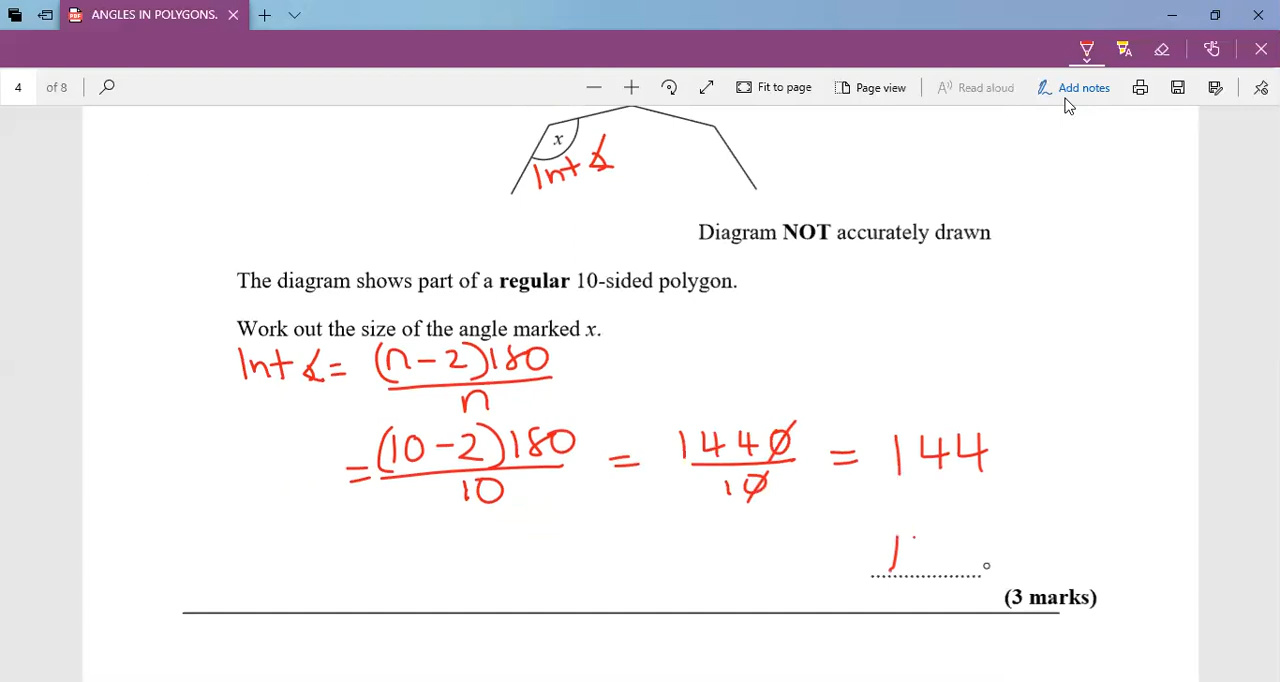 ANGLES IN POLYGONS.
4 of 8 Fit to page Page view Read aloud Add notes
x
Int ∡
Diagram NOT accurately drawn
The diagram shows part of a regular 10-sided polygon.
Work out the size of the angle marked x.
Int ∡ = (n - 2)180 / n
= (10 - 2)180 / 10 = 1440 / 10 = 144
1 .................... °
(3 marks)